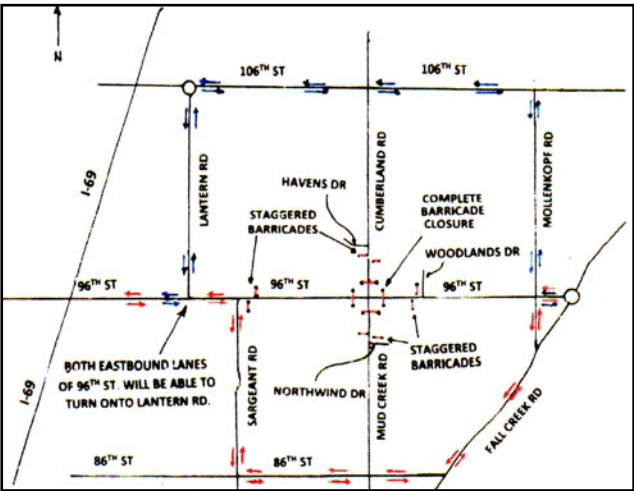 N
106TH ST
106TH ST
I-69
LANTERN RD
CUMBERLAND RD
MOLLENKOPF RD
HAVENS DR
STAGGERED
BARRICADES
COMPLETE
BARRICADE
CLOSURE
WOODLANDS DR
96TH ST
96TH ST
96TH ST
BOTH EASTBOUND LANES
OF 96TH ST. WILL BE ABLE TO
TURN ONTO LANTERN RD.
SARGEANT RD
NORTHWIND DR
MUD CREEK RD
STAGGERED
BARRICADES
FALL CREEK RD
I-69
86TH ST
86TH ST